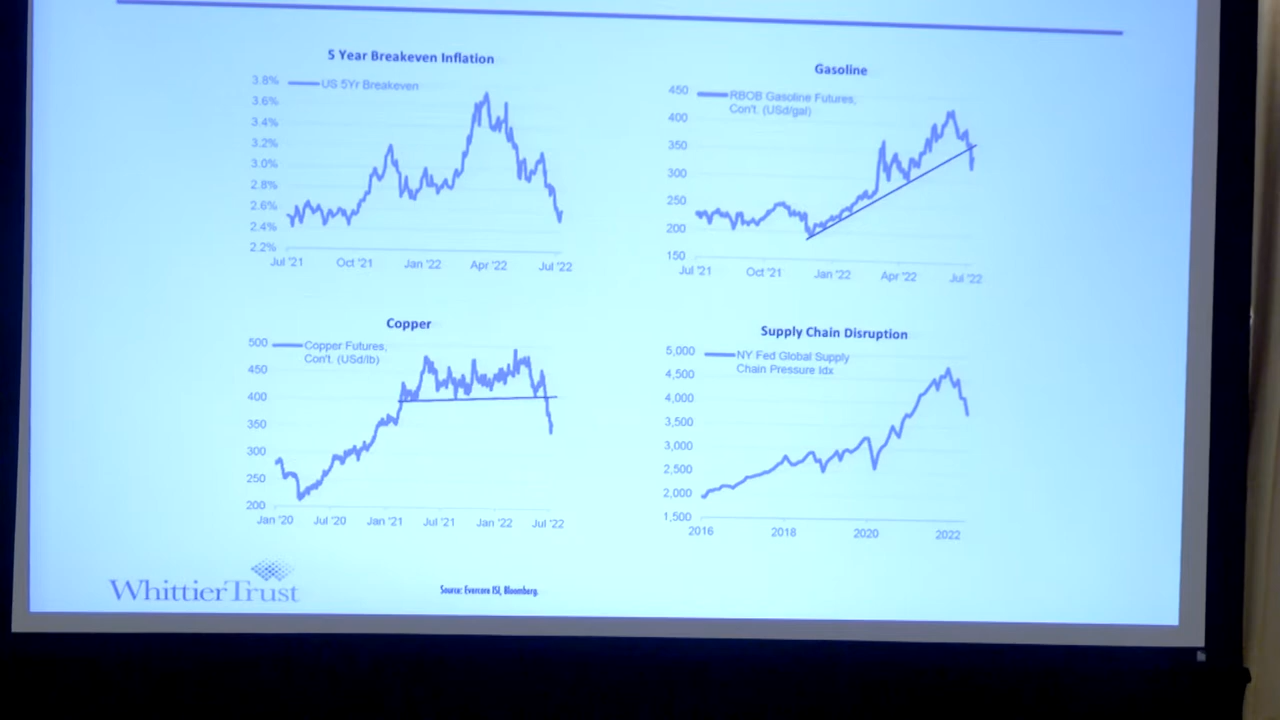 5 Year Breakeven Inflation
US 5Yr Breakeven
3.8%
3.6%
3.4%
3.2%
3.0%
2.8%
2.6%
2.4%
2.2%
Jul '21 Oct '21 Jan '22 Apr '22 Jul '22
Gasoline
RBOB Gasoline Futures,
Con't. (USd/gal)
450
400
350
300
250
200
150
Jul '21 Oct '21 Jan '22 Apr '22 Jul '22
Copper
Copper Futures,
Con't. (USd/lb)
500
450
400
350
300
250
200
Jan '20 Jul '20 Jan '21 Jul '21 Jan '22 Jul '22
Supply Chain Disruption
NY Fed Global Supply
Chain Pressure Idx
5,000
4,500
4,000
3,500
3,000
2,500
2,000
1,500
2016 2018 2020 2022
WhittierTrust
Source: Evercore ISI, Bloomberg.